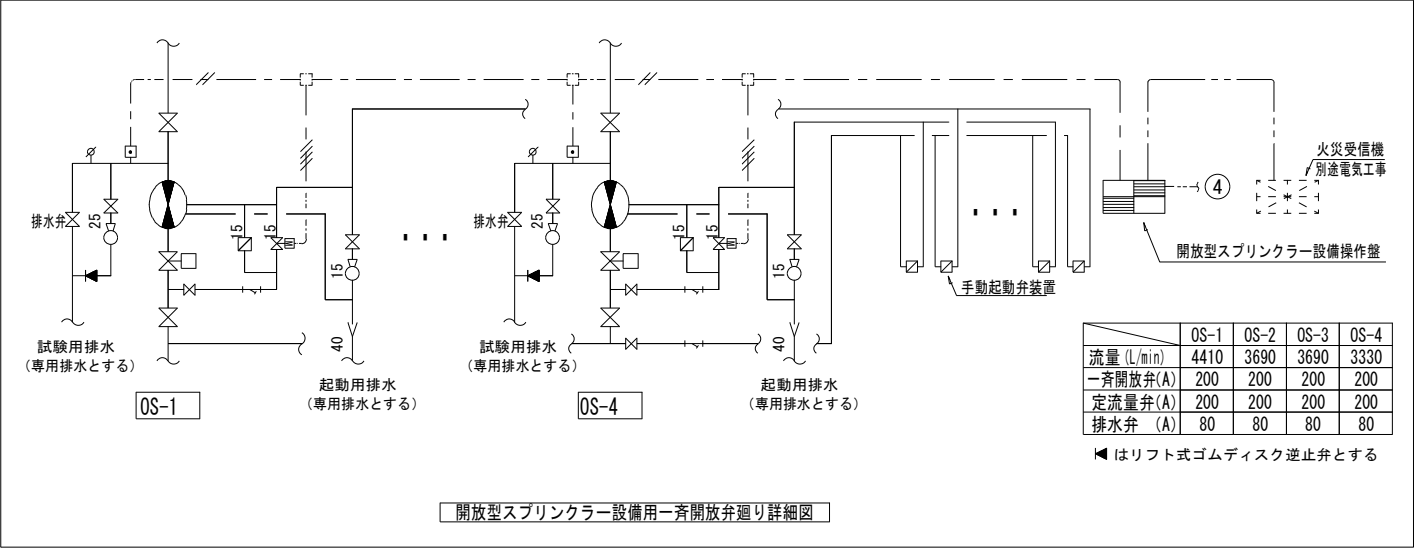 火災受信機
別途電気工事
④
開放型スプリンクラー設備操作盤
手動起動弁装置
排水弁
25
15
15
15
40
試験用排水
(専用排水とする)
起動用排水
(専用排水とする)
OS-1
排水弁
25
15
15
15
40
試験用排水
(専用排水とする)
起動用排水
(専用排水とする)
OS-4
OS-1 OS-2 OS-3 OS-4
流量(L/min) 4410 3690 3690 3330
一斉開放弁(A) 200 200 200 200
定流量弁(A) 200 200 200 200
排水弁 (A) 80 80 80 80
はリフト式ゴムディスク逆止弁とする
開放型スプリンクラー設備用一斉開放弁廻り詳細図